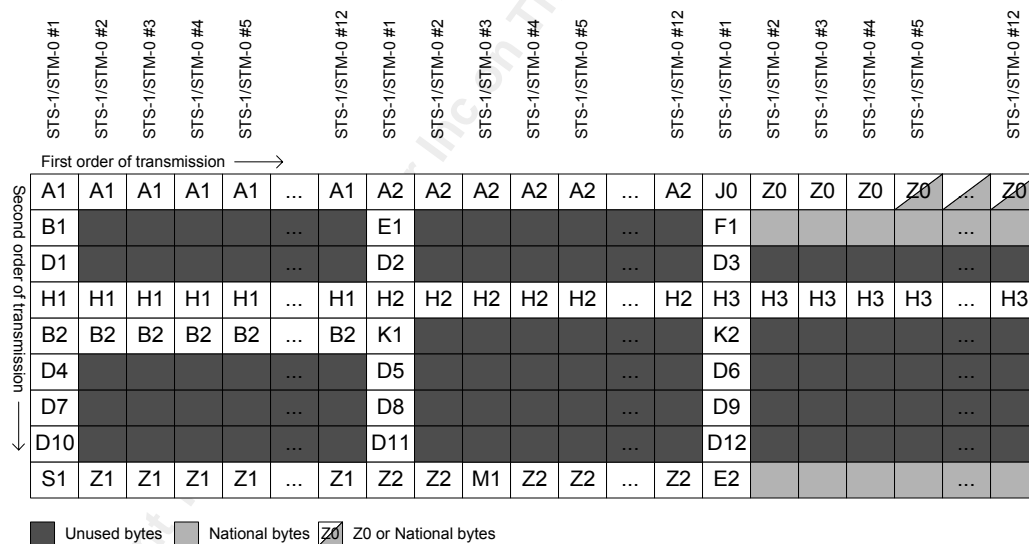 STS-1/STM-0 #1 STS-1/STM-0 #2 STS-1/STM-0 #3 STS-1/STM-0 #4 STS-1/STM-0 #5 STS-1/STM-0 #12 STS-1/STM-0 #1 STS-1/STM-0 #2 STS-1/STM-0 #3 STS-1/STM-0 #4 STS-1/STM-0 #5 STS-1/STM-0 #12 STS-1/STM-0 #1 STS-1/STM-0 #2 STS-1/STM-0 #3 STS-1/STM-0 #4 STS-1/STM-0 #5 STS-1/STM-0 #12
First order of transmission
Second order of transmission
A1 A1 A1 A1 A1 ... A1 A2 A2 A2 A2 A2 ... A2 J0 Z0 Z0 Z0 Z0 ... Z0
B1 ... E1 ... F1 ...
D1 ... D2 ... D3 ...
H1 H1 H1 H1 H1 ... H1 H2 H2 H2 H2 H2 ... H2 H3 H3 H3 H3 H3 ... H3
B2 B2 B2 B2 B2 ... B2 K1 ... K2 ...
D4 ... D5 ... D6 ...
D7 ... D8 ... D9 ...
D10 ... D11 ... D12 ...
S1 Z1 Z1 Z1 Z1 ... Z1 Z2 Z2 M1 Z2 Z2 ... Z2 E2 ...
Unused bytes National bytes Z0 Z0 or National bytes
Inc on